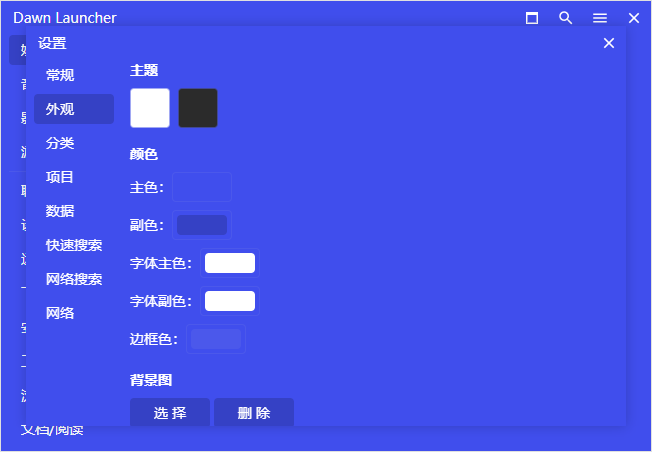 Dawn Launcher
设置
常规
外观
分类
项目
数据
快速搜索
网络搜索
网络
主题
颜色
主色：
副色：
字体主色：
字体副色：
边框色：
背景图
选 择
删 除
文档/阅读